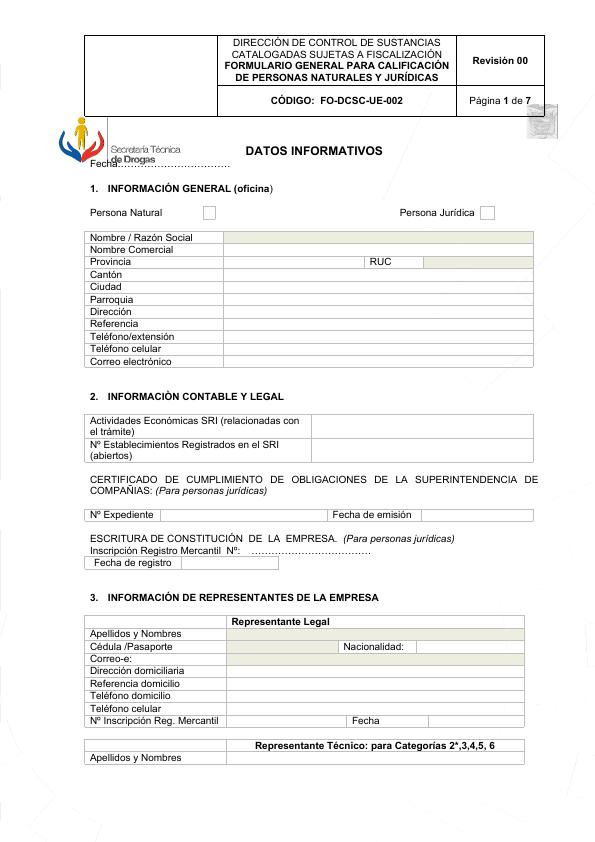 DIRECCIÓN DE CONTROL DE SUSTANCIAS
CATALOGADAS SUJETAS A FISCALIZACIÓN
FORMULARIO GENERAL PARA CALIFICACIÓN
DE PERSONAS NATURALES Y JURÍDICAS
Revisión 00
CÓDIGO: FO-DCSC-UE-002
Página 1 de 7
Secretaría Técnica
de Drogas
DATOS INFORMATIVOS
Fecha………………………………
1. INFORMACIÓN GENERAL (oficina)
Persona Natural
Persona Jurídica
Nombre / Razón Social
Nombre Comercial
Provincia RUC
Cantón
Ciudad
Parroquia
Dirección
Referencia
Teléfono/extensión
Teléfono celular
Correo electrónico
2. INFORMACIÒN CONTABLE Y LEGAL
Actividades Económicas SRI (relacionadas con
el trámite)
Nº Establecimientos Registrados en el SRI
(abiertos)
CERTIFICADO DE CUMPLIMIENTO DE OBLIGACIONES DE LA SUPERINTENDENCIA DE
COMPAÑIAS: (Para personas jurídicas)
Nº Expediente Fecha de emisión
ESCRITURA DE CONSTITUCIÓN DE LA EMPRESA. (Para personas jurídicas)
Inscripción Registro Mercantil Nº: ………………………………
Fecha de registro
3. INFORMACIÓN DE REPRESENTANTES DE LA EMPRESA
Representante Legal
Apellidos y Nombres
Cédula /Pasaporte Nacionalidad:
Correo-e:
Dirección domiciliaria
Referencia domicilio
Teléfono domicilio
Teléfono celular
Nº Inscripción Reg. Mercantil Fecha
Representante Técnico: para Categorías 2*,3,4,5, 6
Apellidos y Nombres